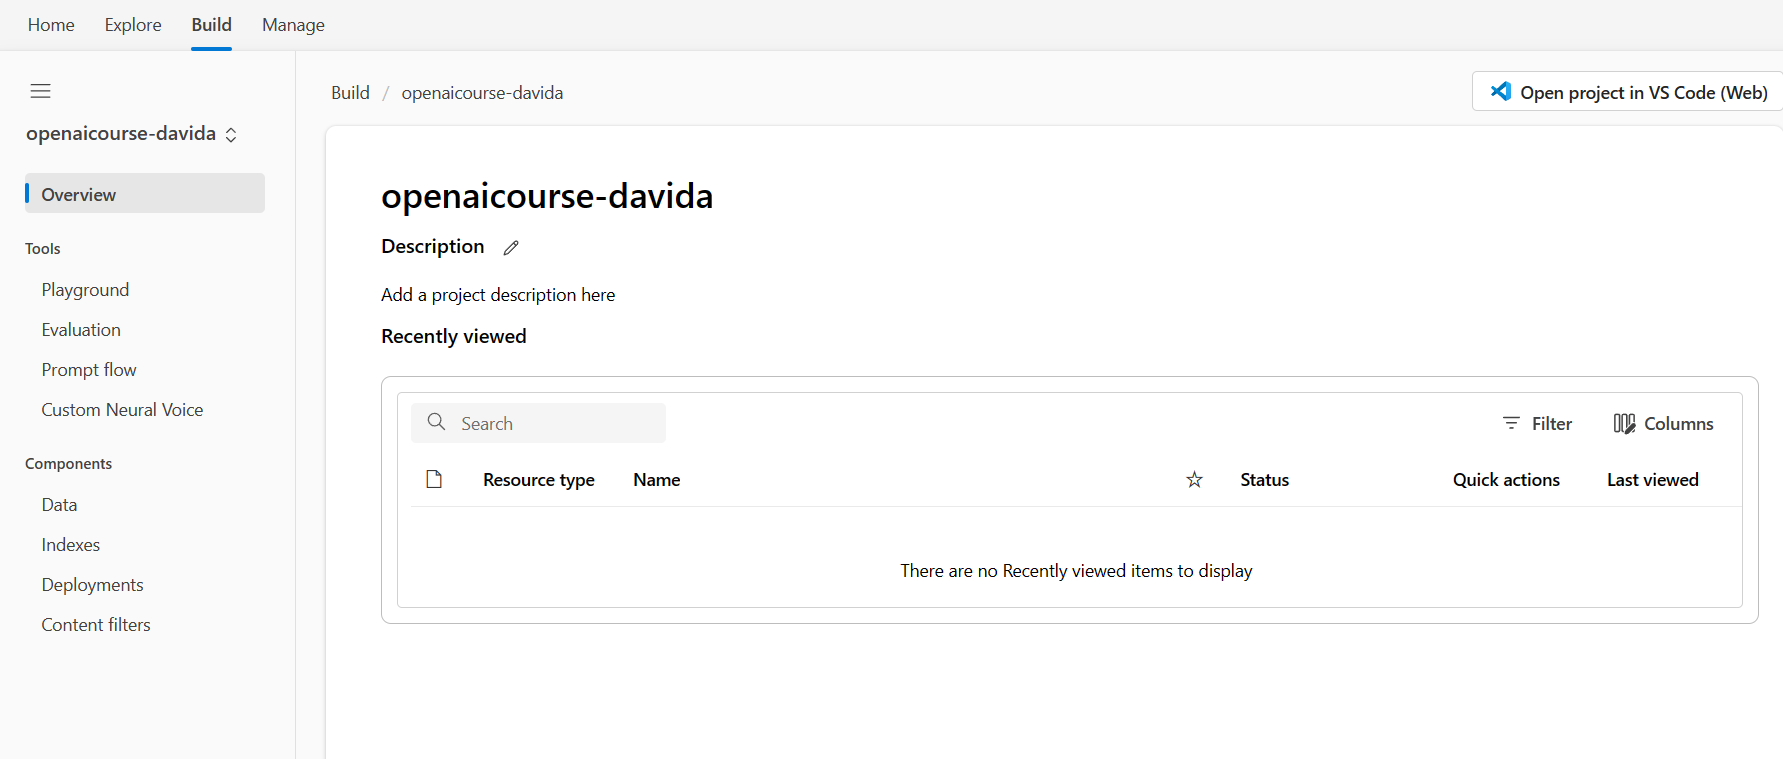 Home Explore Build Manage
Build / openaicourse-davida
Open project in VS Code (Web)
openaicourse-davida
Overview
Tools
Playground
Evaluation
Prompt flow
Custom Neural Voice
Components
Data
Indexes
Deployments
Content filters
openaicourse-davida
Description
Add a project description here
Recently viewed
Search Filter Columns
Resource type Name Status Quick actions Last viewed
There are no Recently viewed items to display